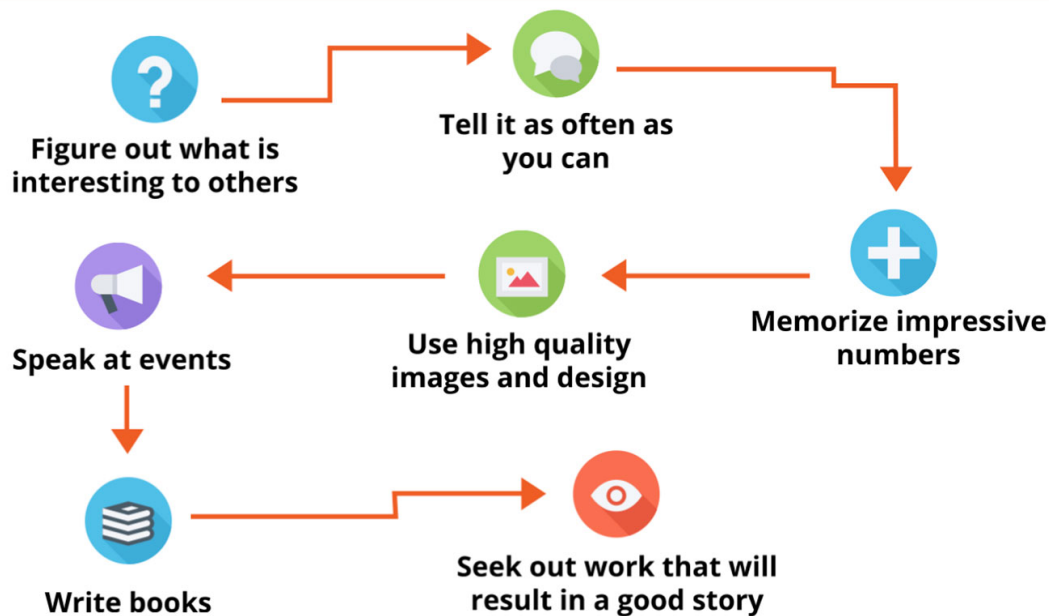 Figure out what is
interesting to others
Tell it as often as
you can
Memorize impressive
numbers
Use high quality
images and design
Speak at events
Write books
Seek out work that will
result in a good story